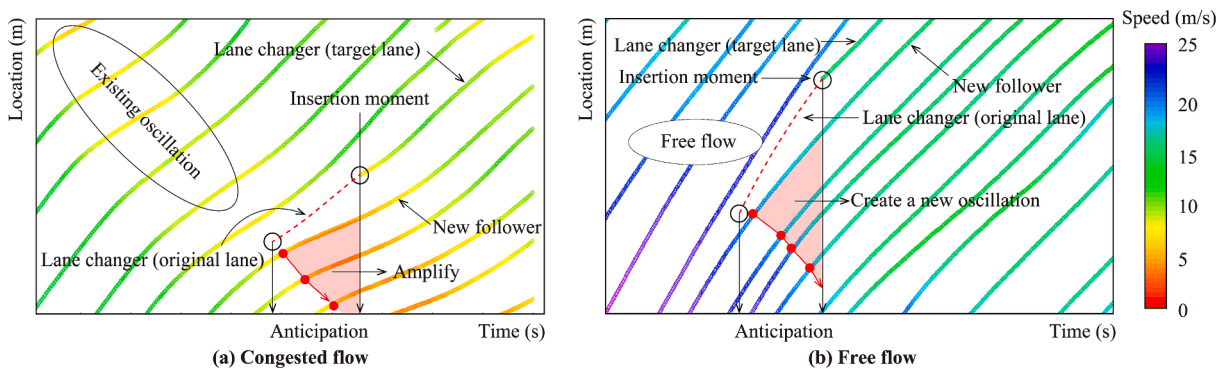 Location (m)
Existing oscillation
Lane changer (target lane)
Insertion moment
New follower
Lane changer (original lane)
Amplify
Anticipation
Time (s)
(a) Congested flow
Location (m)
Lane changer (target lane)
Insertion moment
New follower
Lane changer (original lane)
Free flow
Create a new oscillation
Anticipation
Time (s)
(b) Free flow
Speed (m/s)
25
20
15
10
5
0